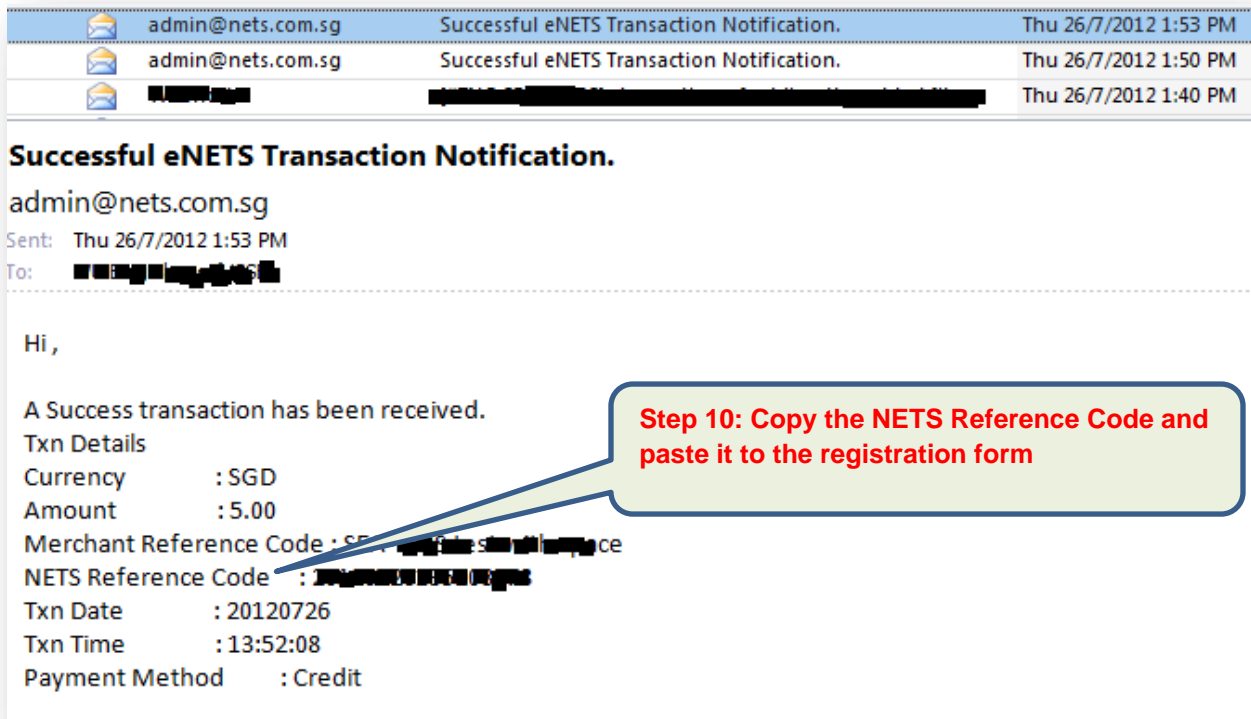 admin@nets.com.sg Successful eNETS Transaction Notification. Thu 26/7/2012 1:53 PM
admin@nets.com.sg Successful eNETS Transaction Notification. Thu 26/7/2012 1:50 PM
Thu 26/7/2012 1:40 PM
Successful eNETS Transaction Notification.
admin@nets.com.sg
Sent: Thu 26/7/2012 1:53 PM
To:
Hi ,
A Success transaction has been received.
Txn Details
Currency : SGD
Amount : 5.00
Merchant Reference Code :
NETS Reference Code :
Txn Date : 20120726
Txn Time : 13:52:08
Payment Method : Credit
Step 10: Copy the NETS Reference Code and
paste it to the registration form